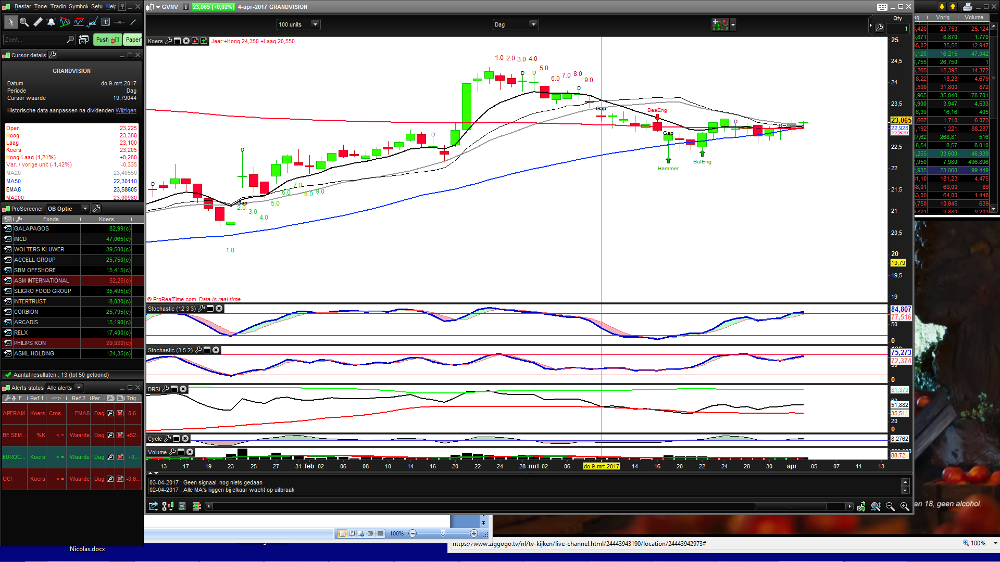 Bestar Tone Tradin Symbol Setu Help
GVNV 23,065 (+0,02%) 4-apr-2017 GRANDVISION
100 units
Dag
Qty
1
Zoek...
Push
Paper
Koers
Jaar:+Hoog 24,350 +Laag 20,550
Cursor details
GRANDVISION
Datum do 9-mrt-2017
Periode Dag
Cursor waarde 19,79044
Historische data aanpassen na dividenden Wijzigen
Open 23,225
Hoog 23,380
Laag 23,100
Koers 23,205
Hoog-Laag (1,21%) +0,280
Var. / vorige unit (-1,42%) -0,335
MA20 23,40550
MA50 22,30110
EMA8 23,58605
MA200 23,00980
ProScreener OB Optie
Fonds Koers
GALAPAGOS 82,99(c)
IMCD 47,065(c)
WOLTERS KLUWER 39,500(c)
ACCELL GROUP 25,750(c)
SBM OFFSHORE 15,415(c)
ASM INTERNATIONAL 52,25(c)
SLIGRO FOOD GROUP 35,495(c)
INTERTRUST 18,030(c)
CORBION 25,795(c)
ARCADIS 15,190(c)
RELX 17,400(c)
PHILIPS KON 29,920(c)
ASML HOLDING 124,35(c)
Aantal resultaten : 13 (tot 50 getoond)
Alerts status Alle alerts
F... Ref.1 <=> Ref.2 Per... Trig...
APERAM Koers Cros... EMA8 Dag -0,6...
BE SEM... %K < = Waarde Dag +52...
EUROC... Koers < = Waarde Dag +0,...
OCI Koers > = Waarde Dag -0,6...
1.0 2.0 3.0 4.0 5.0 6.0 7.0 8.0 9.0
D D D
Gap
BeaEng
Gap
Hammer
BulEng
D D
D D D
Gap
1.0 2.0 3.0 4.0 5.0 6.0 7.0 8.0 9.0
25
24,5
24
23,5
23,065
22,928
22,5
22
21,5
21
20,5
20
19,79
19,5
19
© ProRealTime.com Data is real time
Stochastic (12 3 3)
84,807
77,516
50
0
Stochastic (3 5 2)
75,273
72,374
0
DRSI
81,379
51,882
35,511
20
0
Cycle
8,2762
Volume
88.721
13 17 19 23 25 27 feb 02 06 08 10 14 16 20 22 24 28 mrt 02 06 do 9-mrt-2017 14 16 20 22 24 28 30 apr 05 07 11 13
03-04-2017 : Geen signaal. nog niets gedaan
02-04-2017 : Alle MA's liiggen bij elkaar wacht op uitbraak
ag Vorig Volume
,420 23,750 25.124
,871 8,870 1.770
35,02 35,55 12.947
,120 16,215 47.042
,755 26,750 1
,265 15,395 14.372
18,22 18,28 4.679
,500 31,800 872
,965 35,040 178.701
,900 3,947 4.533
16,39 16,16 405
,667 1,710 6.073
,192 1,221 88.287
67,62 268,81 516
8,54 8,57 8.010
,255 33,600 46.939
,950 7,980 496.896
,935 23,060 99.449
81,10 181,23 4.475
68,01 69,00 89
63,00 64,00 1.448
,750 10,945 639
,821 9,880 9.203
en 18, geen alcohol.
100%
Nicolas.docx
https://www.ziggogo.tv/nl/tv-kijken/live-channel.html/24443943190/location/24443942973#
100%